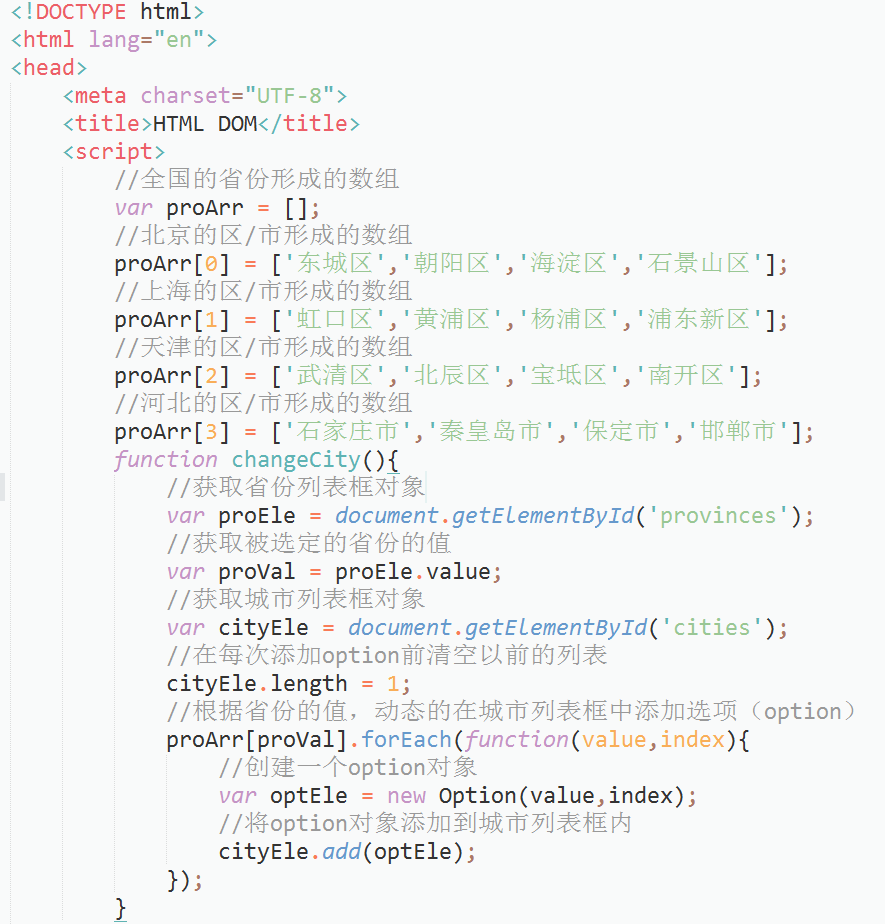 <!DOCTYPE html>
<html lang="en">
<head>
    <meta charset="UTF-8">
    <title>HTML DOM</title>
    <script>
        //全国的省份形成的数组
        var proArr = [];
        //北京的区/市形成的数组
        proArr[0] = ['东城区','朝阳区','海淀区','石景山区'];
        //上海的区/市形成的数组
        proArr[1] = ['虹口区','黄浦区','杨浦区','浦东新区'];
        //天津的区/市形成的数组
        proArr[2] = ['武清区','北辰区','宝坻区','南开区'];
        //河北的区/市形成的数组
        proArr[3] = ['石家庄市','秦皇岛市','保定市','邯郸市'];
        function changeCity(){
            //获取省份列表框对象
            var proEle = document.getElementById('provinces');
            //获取被选定的省份的值
            var proVal = proEle.value;
            //获取城市列表框对象
            var cityEle = document.getElementById('cities');
            //在每次添加option前清空以前的列表
            cityEle.length = 1;
            //根据省份的值，动态的在城市列表框中添加选项（option）
            proArr[proVal].forEach(function(value,index){
                //创建一个option对象
                var optEle = new Option(value,index);
                //将option对象添加到城市列表框内
                cityEle.add(optEle);
            });
        }